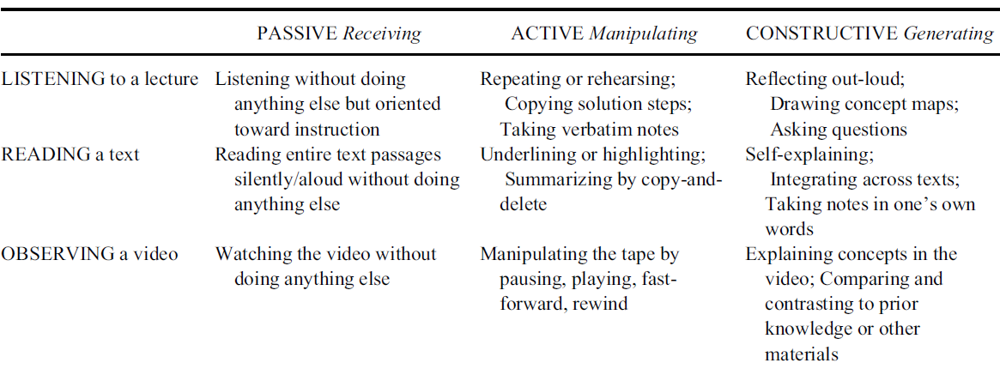 PASSIVE Receiving ACTIVE Manipulating CONSTRUCTIVE Generating
LISTENING to a lecture
Listening without doing
anything else but oriented
toward instruction
Repeating or rehearsing;
Copying solution steps;
Taking verbatim notes
Reflecting out-loud;
Drawing concept maps;
Asking questions
READING a text
Reading entire text passages
silently/aloud without doing
anything else
Underlining or highlighting;
Summarizing by copy-and-
delete
Self-explaining;
Integrating across texts;
Taking notes in one’s own
words
OBSERVING a video
Watching the video without
doing anything else
Manipulating the tape by
pausing, playing, fast-
forward, rewind
Explaining concepts in the
video; Comparing and
contrasting to prior
knowledge or other
materials